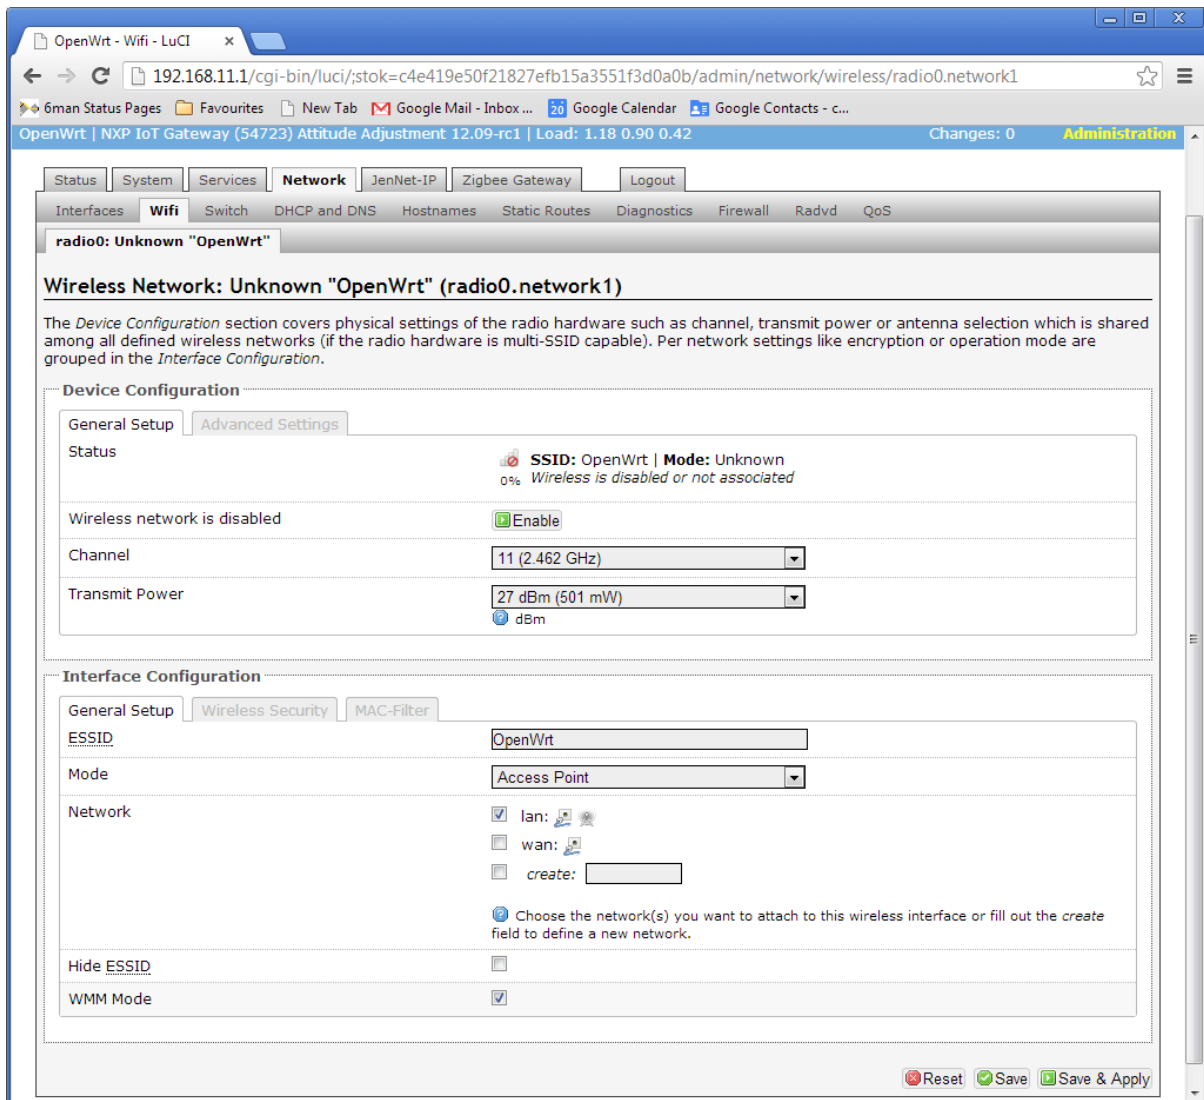 OpenWrt - Wifi - LuCI
192.168.11.1/cgi-bin/luci/;stok=c4e419e50f21827efb15a3551f3d0a0b/admin/network/wireless/radio0.network1
6man Status Pages Favourites New Tab Google Mail - Inbox ... 20 Google Calendar Google Contacts - c...
OpenWrt | NXP IoT Gateway (54723) Attitude Adjustment 12.09-rc1 | Load: 1.18 0.90 0.42 Changes: 0 Administration
Status System Services Network JenNet-IP Zigbee Gateway Logout
Interfaces Wifi Switch DHCP and DNS Hostnames Static Routes Diagnostics Firewall Radvd QoS
radio0: Unknown "OpenWrt"
Wireless Network: Unknown "OpenWrt" (radio0.network1)
The Device Configuration section covers physical settings of the radio hardware such as channel, transmit power or antenna selection which is shared
among all defined wireless networks (if the radio hardware is multi-SSID capable). Per network settings like encryption or operation mode are
grouped in the Interface Configuration.
Device Configuration
General Setup Advanced Settings
Status
SSID: OpenWrt | Mode: Unknown
0% Wireless is disabled or not associated
Wireless network is disabled Enable
Channel 11 (2.462 GHz)
Transmit Power 27 dBm (501 mW)
dBm
Interface Configuration
General Setup Wireless Security MAC-Filter
ESSID OpenWrt
Mode Access Point
Network lan:
wan:
create:
Choose the network(s) you want to attach to this wireless interface or fill out the create
field to define a new network.
Hide ESSID
WMM Mode
Reset Save Save & Apply